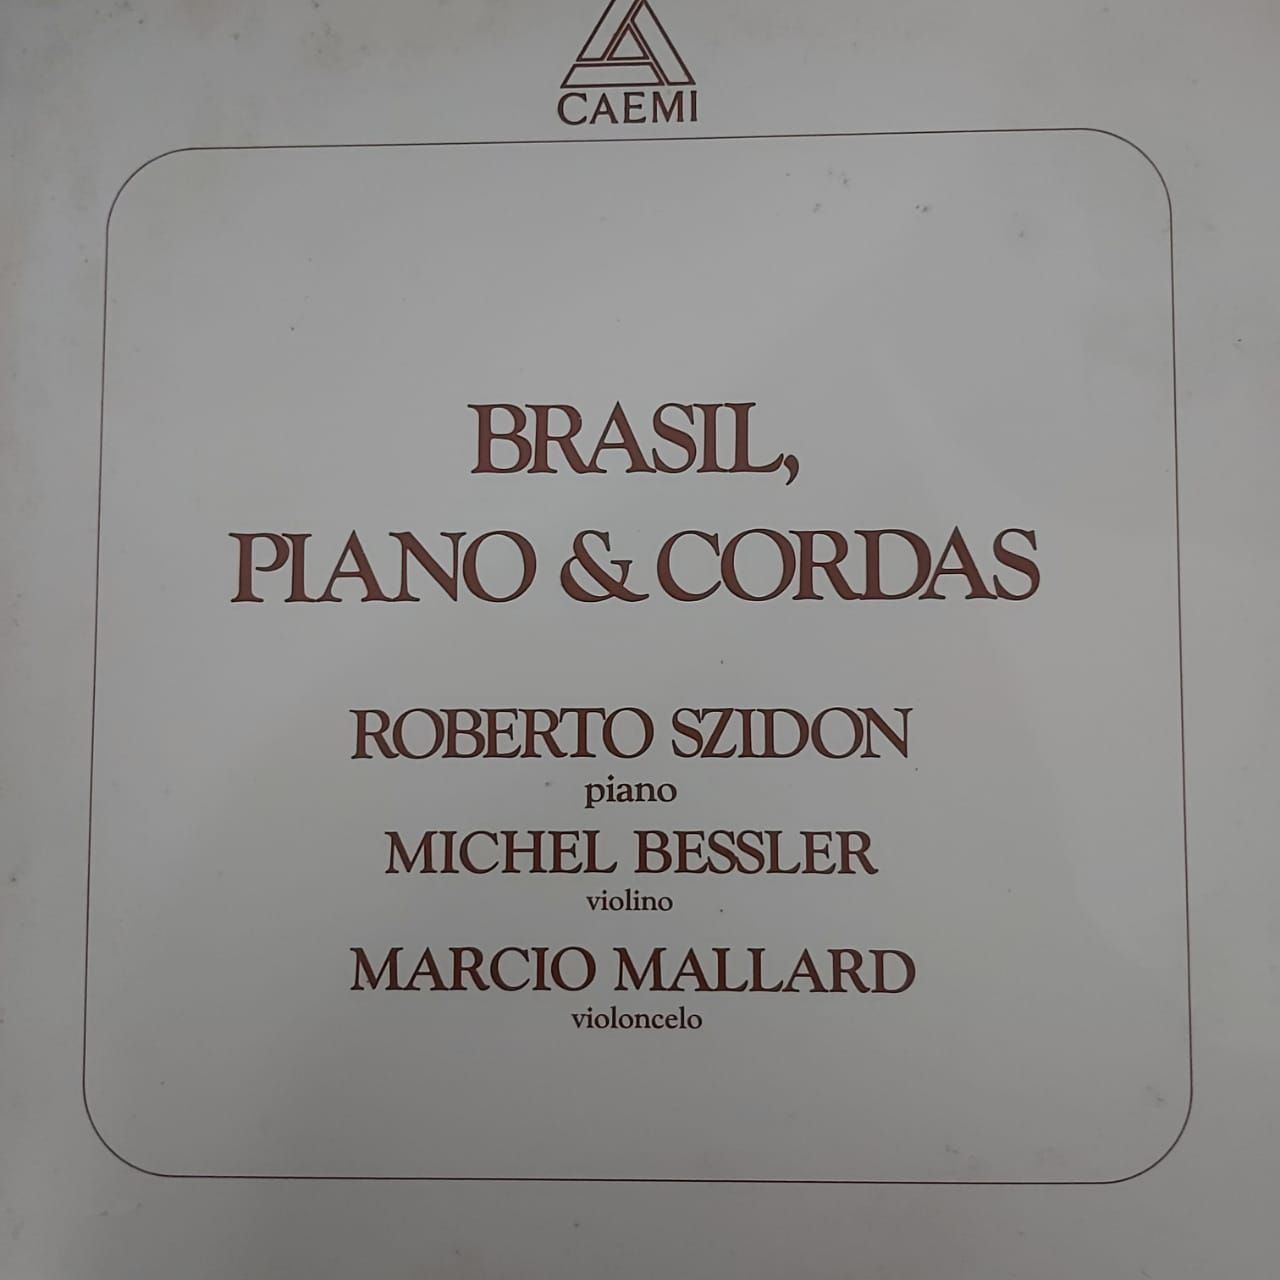 CAEMI
BRASIL,
PIANO & CORDAS
ROBERTO SZIDON
piano
MICHEL BESSLER
violino
MARCIO MALLARD
violoncelo